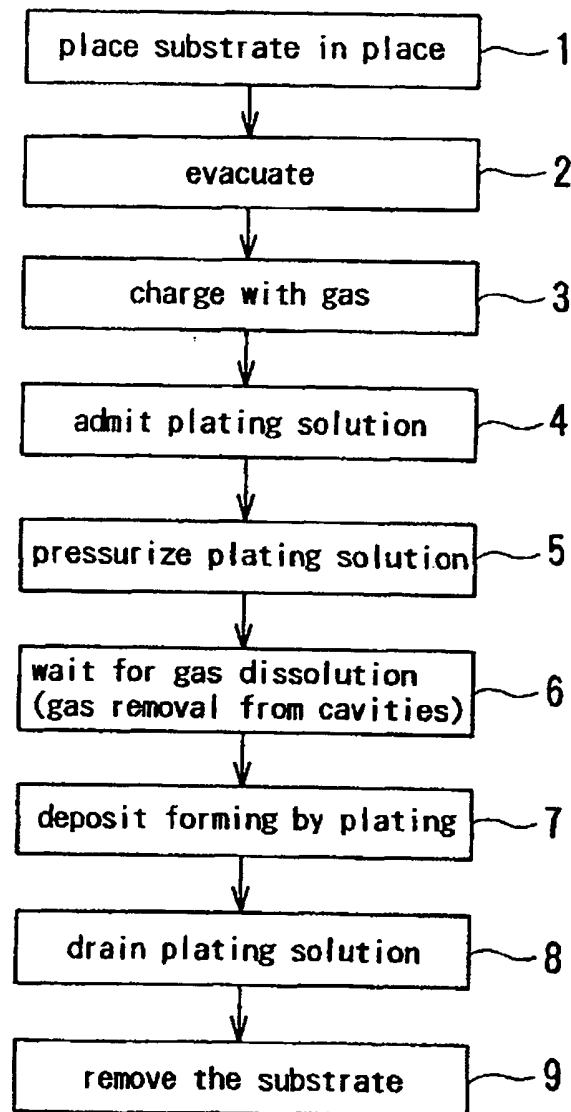 place substrate in place 1
evacuate 2
charge with gas 3
admit plating solution 4
pressurize plating solution 5
wait for gas dissolution
(gas removal from cavities) 6
deposit forming by plating 7
drain plating solution 8
remove the substrate 9